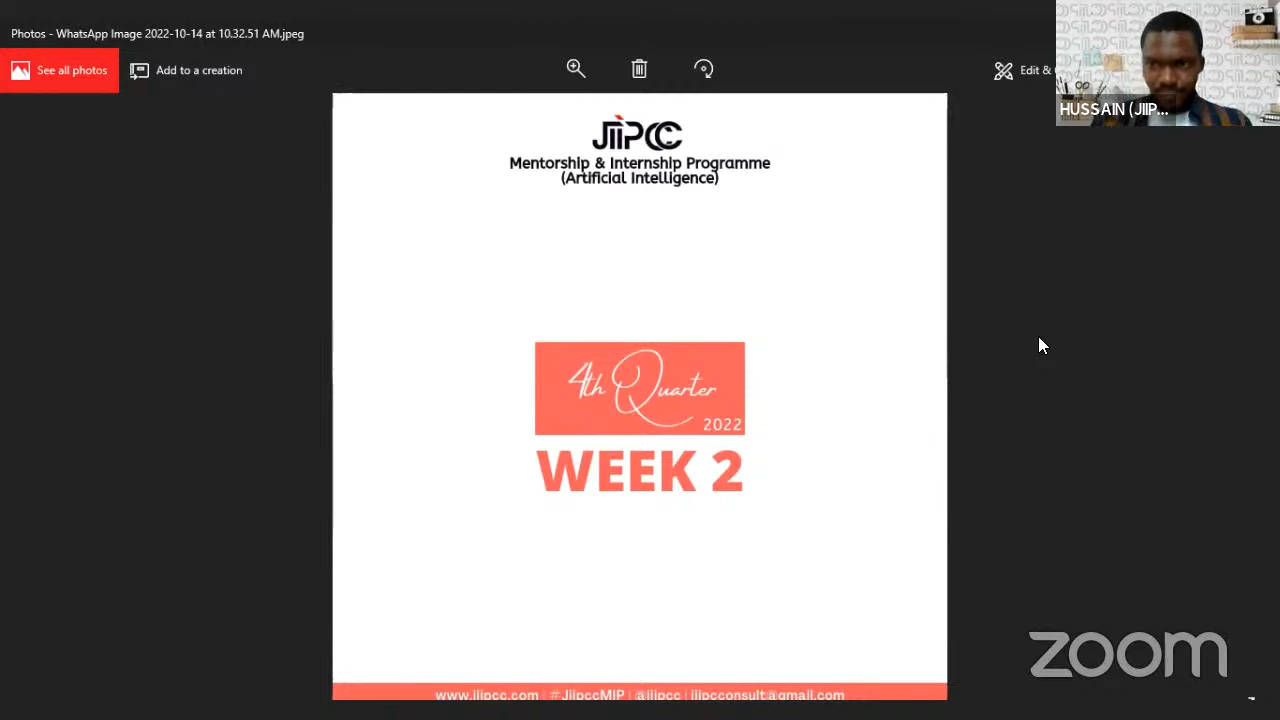 Photos - WhatsApp Image 2022-10-14 at 10.32.51 AM.jpeg
See all photos
Add to a creation
Edit &
HUSSAIN (JIIP...
JIIPCC
Mentorship & Internship Programme
(Artificial Intelligence)
4th Quarter
2022
WEEK 2
www.jiipcc.com | #JiipccMIP | @jiipcc | jiipcconsult@gmail.com
zoom